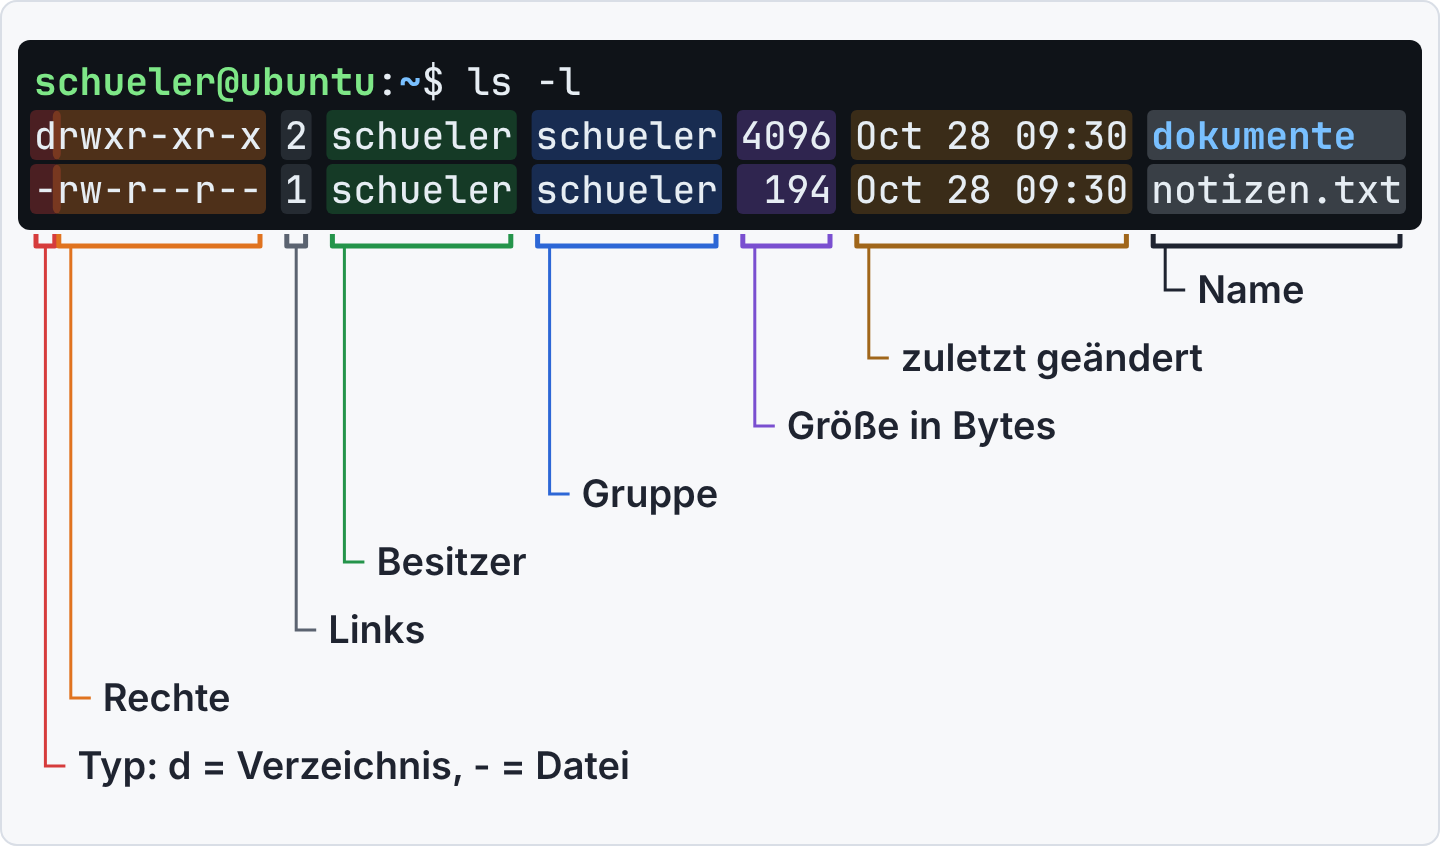 schueler@ubuntu:~$ ls -l
drwxr-xr-x 2 schueler schueler 4096 Oct 28 09:30 dokumente
-rw-r--r-- 1 schueler schueler 194 Oct 28 09:30 notizen.txt
Name
zuletzt geändert
Größe in Bytes
Gruppe
Besitzer
Links
Rechte
Typ: d = Verzeichnis, - = Datei